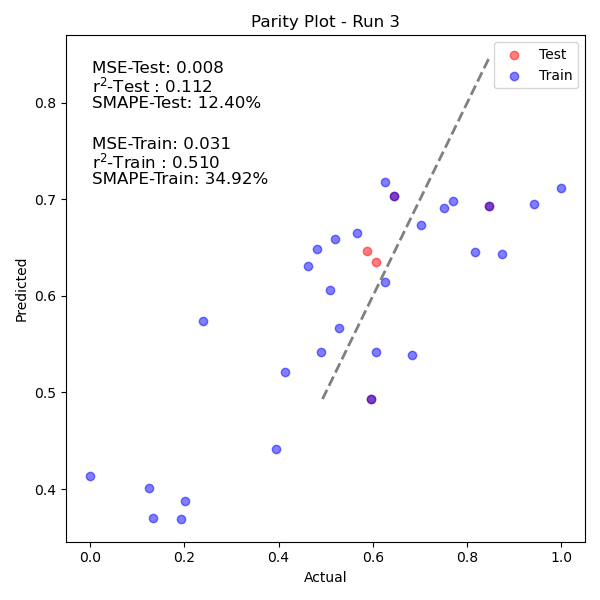 Parity Plot - Run 3
MSE-Test: 0.008
r²-Test : 0.112
SMAPE-Test: 12.40%
MSE-Train: 0.031
r²-Train : 0.510
SMAPE-Train: 34.92%
Test
Train
Predicted
0.8
0.7
0.6
0.5
0.4
0.0 0.2 0.4 0.6 0.8 1.0
Actual